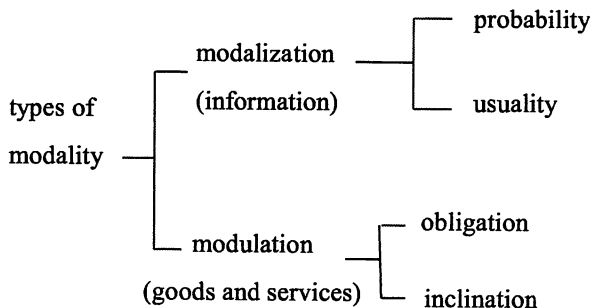 types of
modality
modalization
(information)
probability
usuality
modulation
(goods and services)
obligation
inclination